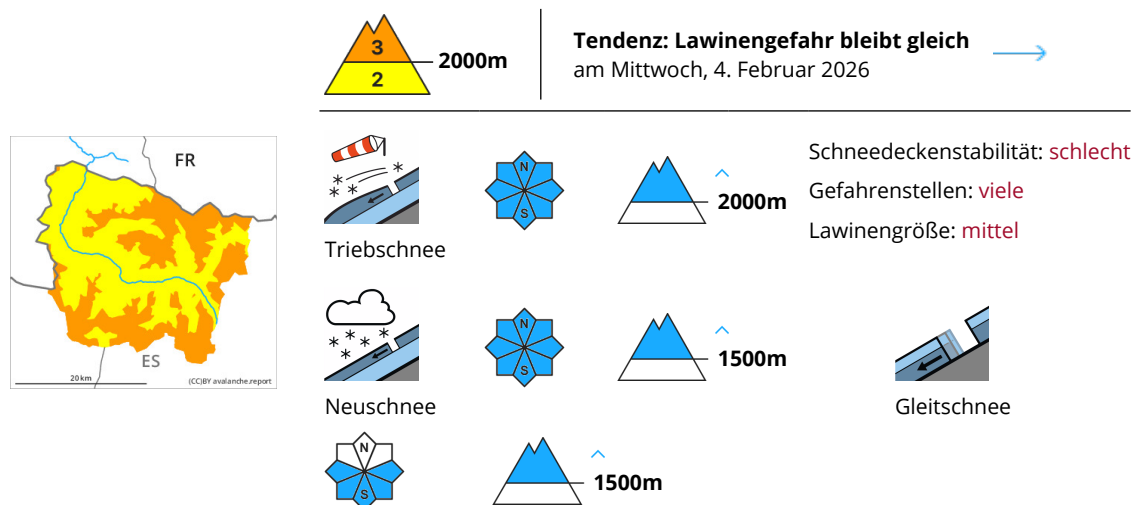 3
2
2000m
Tendenz: Lawinengefahr bleibt gleich
am Mittwoch, 4. Februar 2026
FR
ES
20 km
(CC)BY avalanche.report
Triebschnee
N
S
2000m
Schneedeckenstabilität: schlecht
Gefahrenstellen: viele
Lawinengröße: mittel
Neuschnee
N
S
1500m
Gleitschnee
N
S
1500m